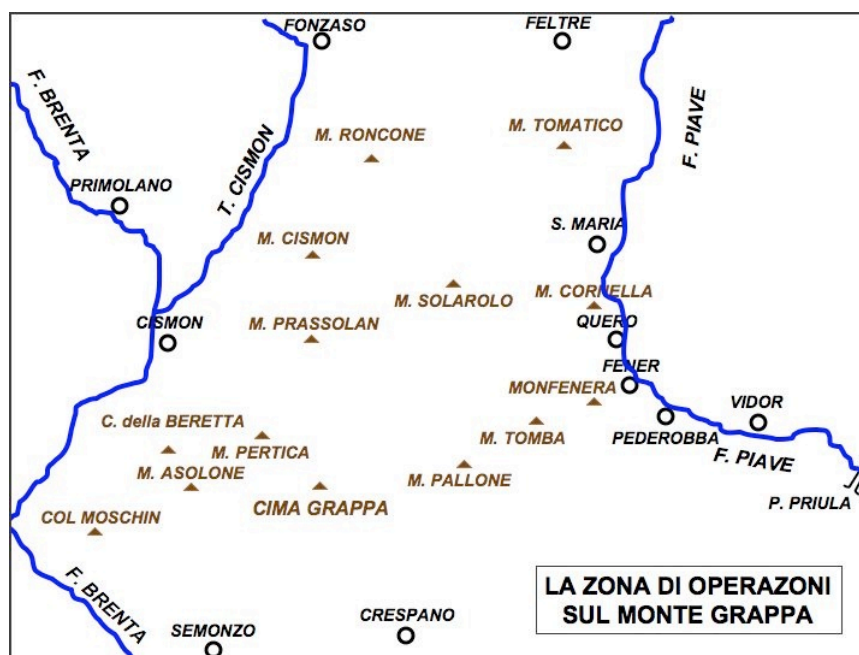 FONZASO
FELTRE
F. BRENTA
M. RONCONE
M. TOMATICO
F. PIAVE
T. CISMON
PRIMOLANO
S. MARIA
M. CISMON
M. SOLAROLO
M. CORNELLA
CISMON
M. PRASSOLAN
QUERO
FENER
MONFENERA
C. della BERETTA
M. PERTICA
M. TOMBA
PEDEROBBA
VIDOR
F. PIAVE
M. ASOLONE
M. PALLONE
P. PRIULA
COL MOSCHIN
CIMA GRAPPA
F. BRENTA
SEMONZO
CRESPANO
LA ZONA DI OPERAZONI
SUL MONTE GRAPPA